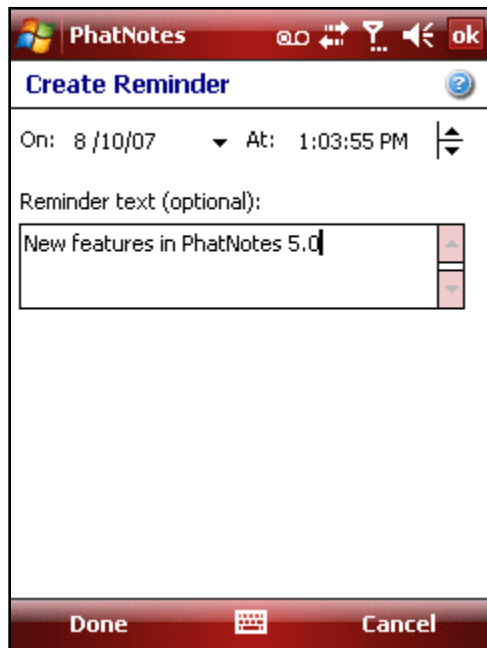 PhatNotes ok
Create Reminder
On: 8 /10/07 At: 1:03:55 PM
Reminder text (optional):
New features in PhatNotes 5.0
Done Cancel